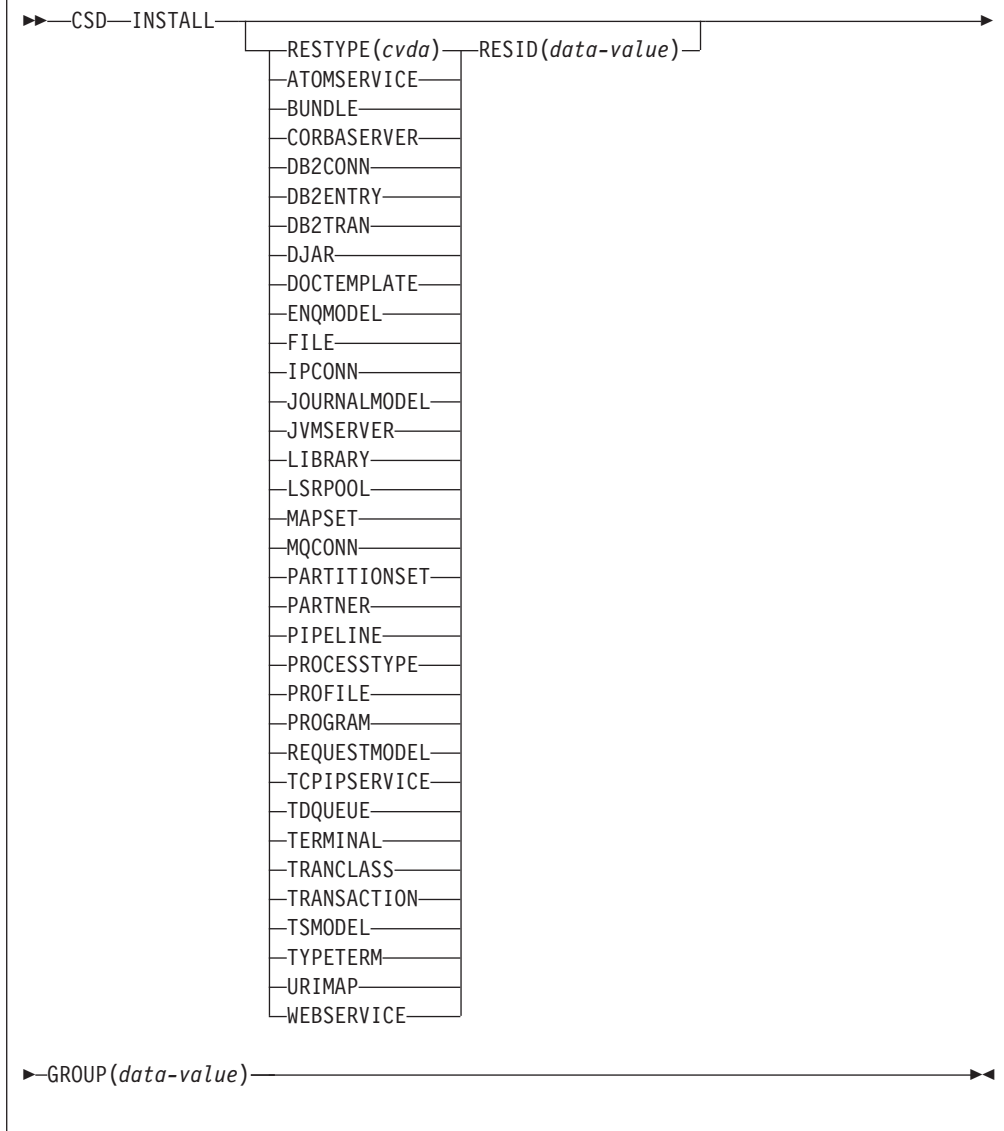 CSD INSTALL
RESTYPE(cvda) RESID(data-value)
ATOMSERVICE
BUNDLE
CORBASERVER
DB2CONN
DB2ENTRY
DB2TRAN
DJAR
DOCTEMPLATE
ENQMODEL
FILE
IPCONN
JOURNALMODEL
JVMSERVER
LIBRARY
LSRPOOL
MAPSET
MQCONN
PARTITIONSET
PARTNER
PIPELINE
PROCESSTYPE
PROFILE
PROGRAM
REQUESTMODEL
TCPIPSERVICE
TDQUEUE
TERMINAL
TRANCLASS
TRANSACTION
TSMODEL
TYPETERM
URIMAP
WEBSERVICE
GROUP(data-value)